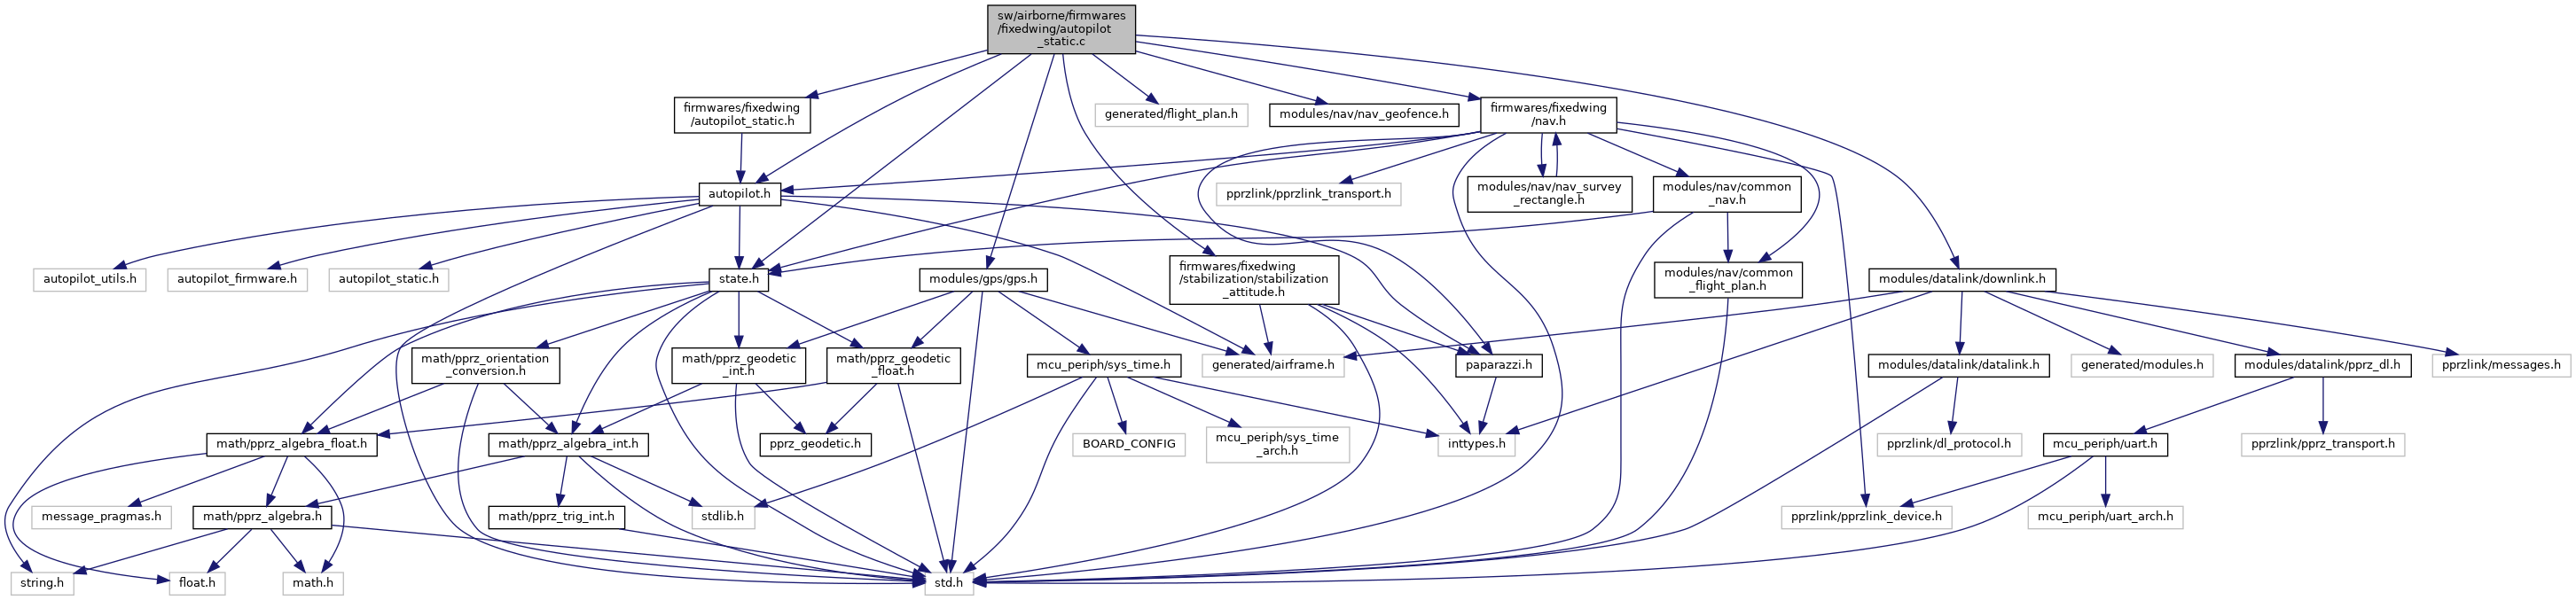 sw/airborne/firmwares
/fixedwing/autopilot
_static.c
firmwares/fixedwing
/autopilot_static.h
generated/flight_plan.h
modules/nav/nav_geofence.h
firmwares/fixedwing
/nav.h
autopilot.h
pprzlink/pprzlink_transport.h
modules/nav/nav_survey
_rectangle.h
modules/nav/common
_nav.h
autopilot_utils.h
autopilot_firmware.h
autopilot_static.h
state.h
modules/gps/gps.h
firmwares/fixedwing
/stabilization/stabilization
_attitude.h
modules/nav/common
_flight_plan.h
modules/datalink/downlink.h
math/pprz_orientation
_conversion.h
math/pprz_geodetic
_int.h
math/pprz_geodetic
_float.h
mcu_periph/sys_time.h
generated/airframe.h
paparazzi.h
modules/datalink/datalink.h
generated/modules.h
modules/datalink/pprz_dl.h
pprzlink/messages.h
math/pprz_algebra_float.h
math/pprz_algebra_int.h
pprz_geodetic.h
BOARD_CONFIG
mcu_periph/sys_time
_arch.h
inttypes.h
pprzlink/dl_protocol.h
mcu_periph/uart.h
pprzlink/pprz_transport.h
message_pragmas.h
math/pprz_algebra.h
math/pprz_trig_int.h
stdlib.h
pprzlink/pprzlink_device.h
mcu_periph/uart_arch.h
string.h
float.h
math.h
std.h